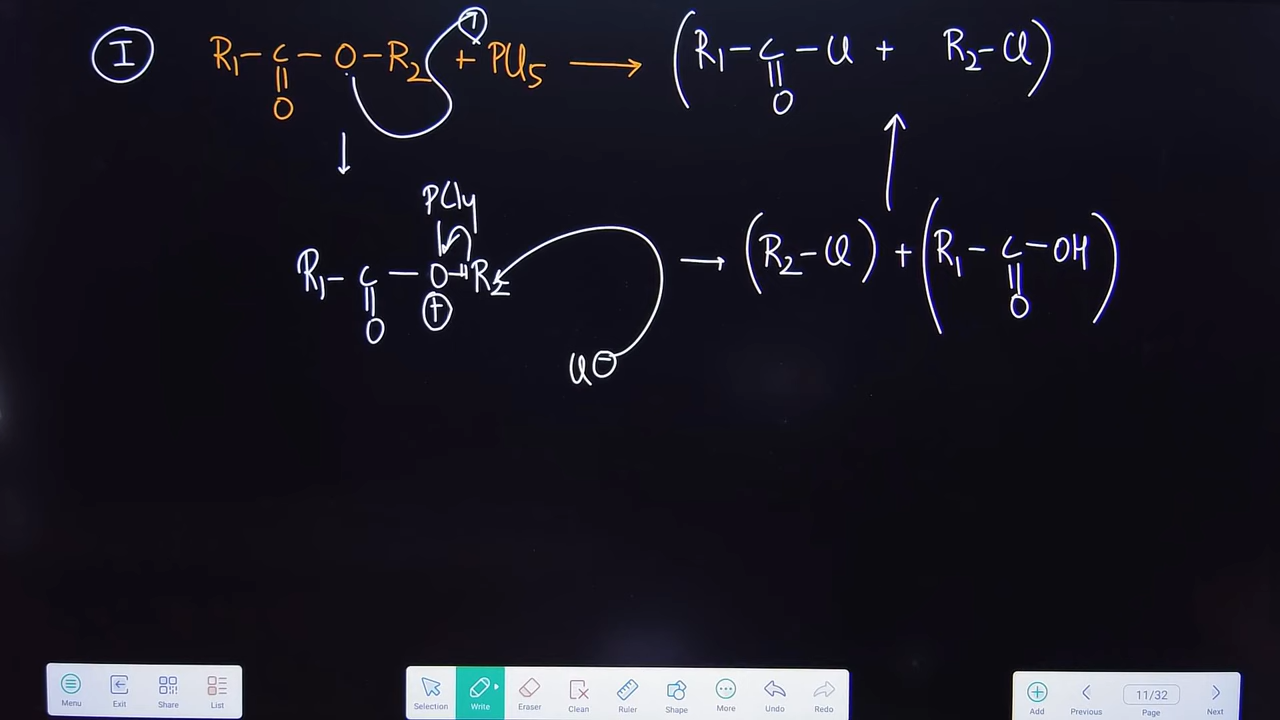 I R₁-C-O-R₂ + PCl₅ ⟶ (R₁-C-Cl + R₂-Cl)
O O
PCl₄
R₁-C-O-R₂ → (R₂-Cl) + (R₁-C-OH)
O ⊕ O
Cl⊖
Menu Exit Share List Selection Write Eraser Clean Ruler Shape More Undo Redo Add Previous 11/32 Page Next